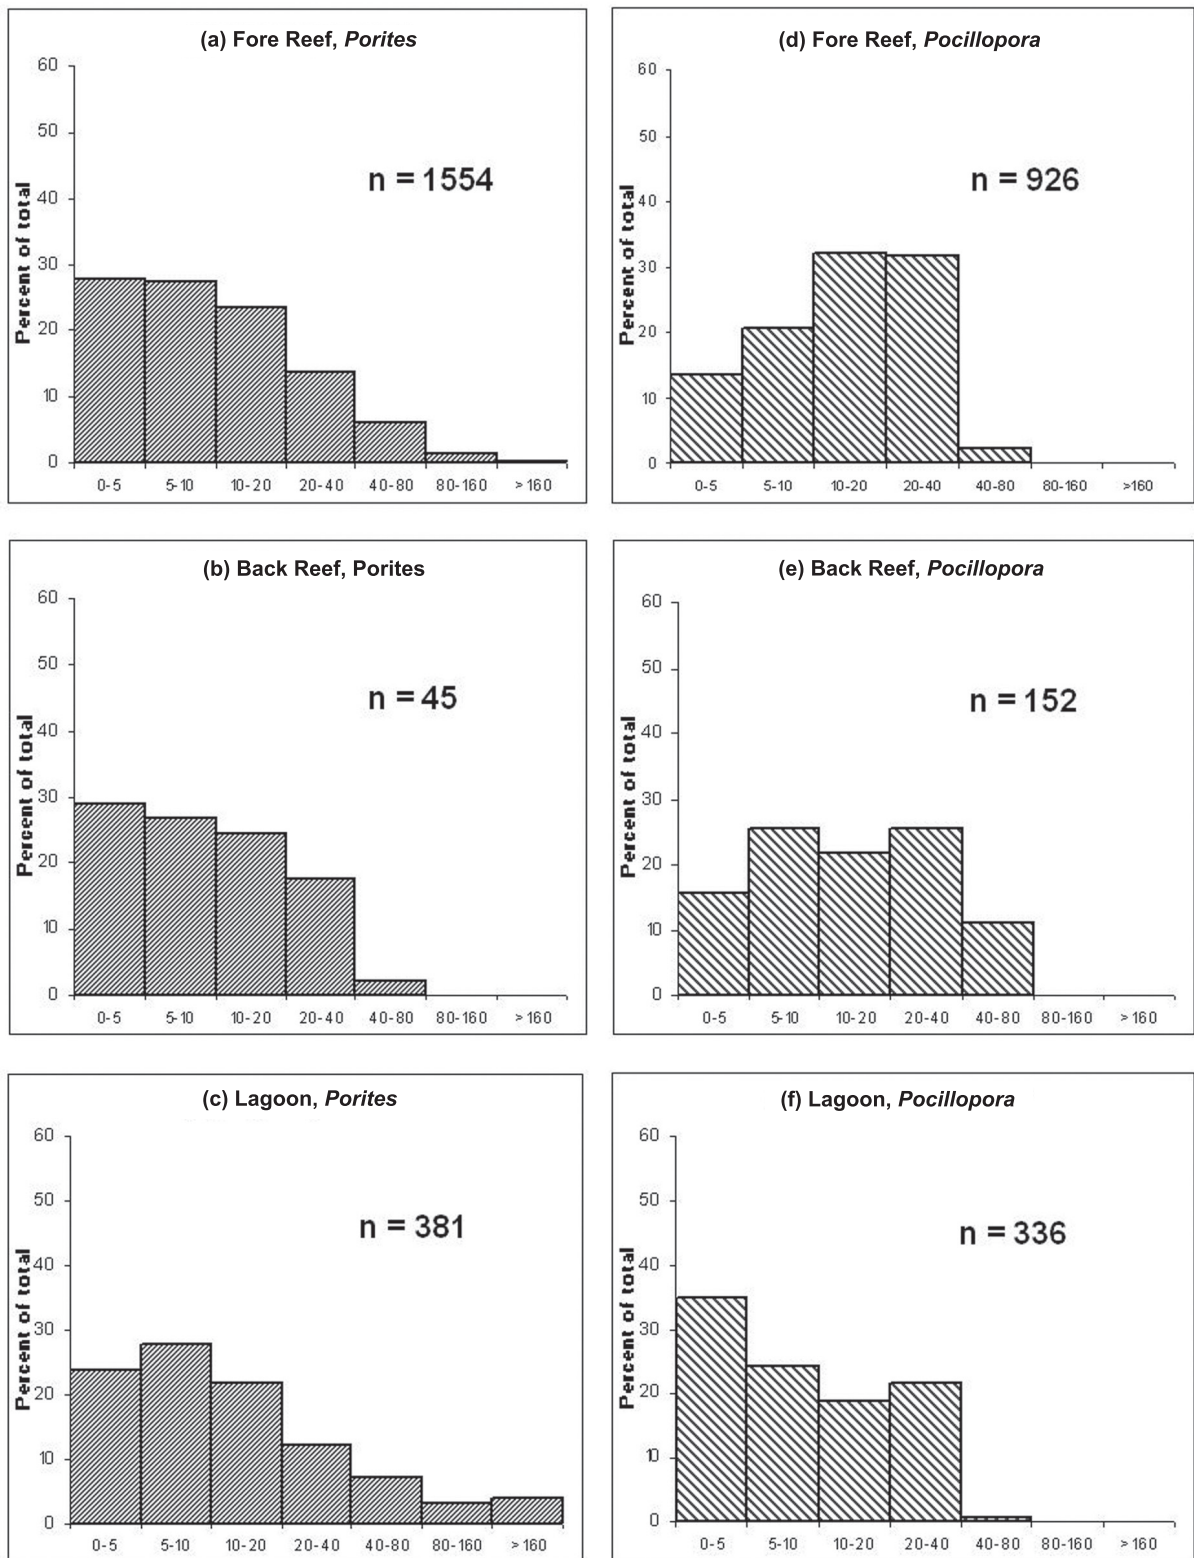 (a) Fore Reef, Porites
60
50
40
30
20
10
0
Percent of total
n = 1554
0-5 5-10 10-20 20-40 40-80 80-160 >160
(d) Fore Reef, Pocillopora
60
50
40
30
20
10
0
Percent of total
n = 926
0-5 5-10 10-20 20-40 40-80 80-160 >160
(b) Back Reef, Porites
60
50
40
30
20
10
0
Percent of total
n = 45
0-5 5-10 10-20 20-40 40-80 80-160 >160
(e) Back Reef, Pocillopora
60
50
40
30
20
10
0
Percent of total
n = 152
0-5 5-10 10-20 20-40 40-80 80-160 >160
(c) Lagoon, Porites
60
50
40
30
20
10
0
Percent of total
n = 381
0-5 5-10 10-20 20-40 40-80 80-160 >160
(f) Lagoon, Pocillopora
60
50
40
30
20
10
0
Percent of total
n = 336
0-5 5-10 10-20 20-40 40-80 80-160 >160